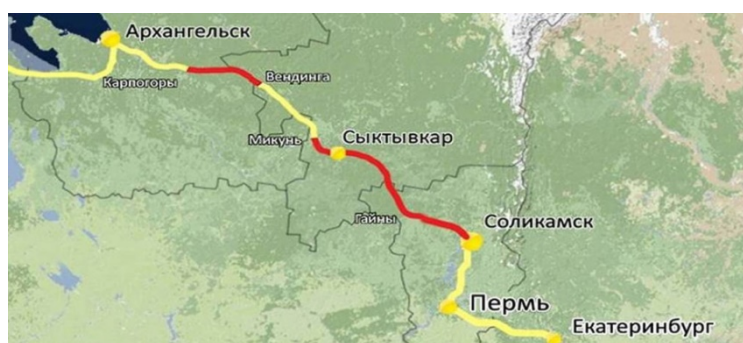 Архангельск
Карпогоры
Вендинга
Микунь
Сыктывкар
Гайны
Соликамск
Пермь
Екатеринбург